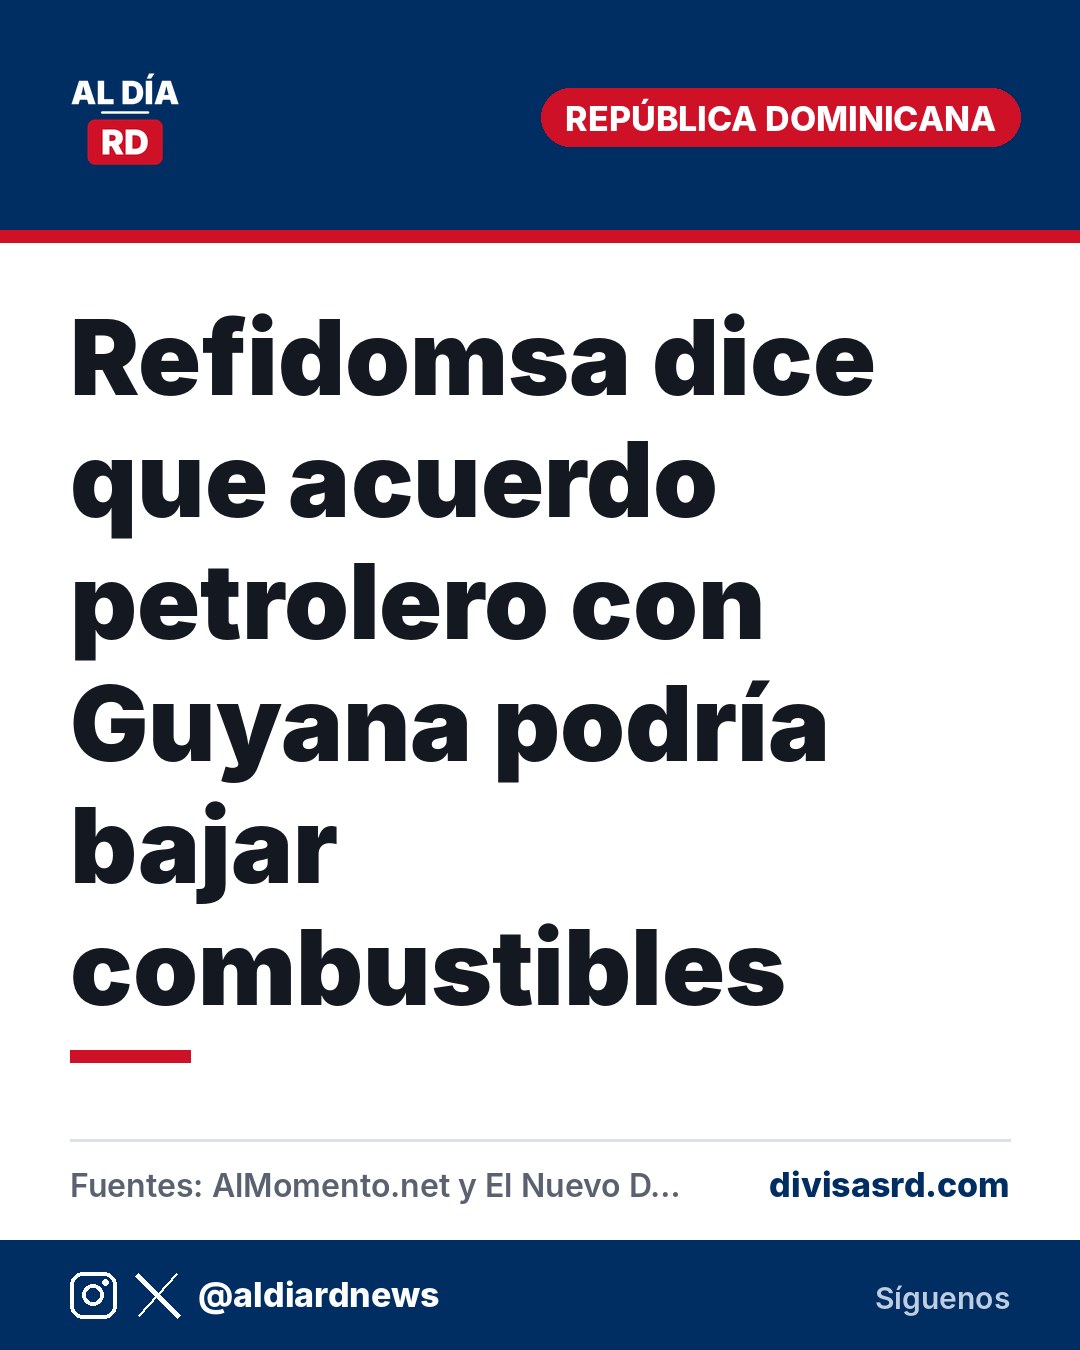 AL DÍA
RD
REPÚBLICA DOMINICANA
Refidomsa dice
que acuerdo
petrolero con
Guyana podría
bajar
combustibles
Fuentes: AlMomento.net y El Nuevo D...
divisasrd.com
@aldiardnews
Síguenos